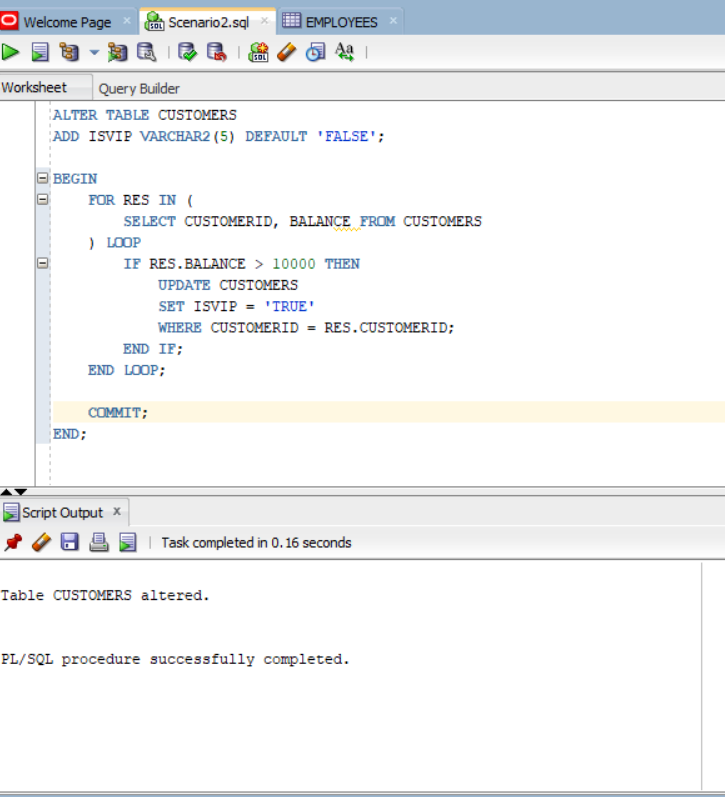 Welcome Page × Scenario2.sql × EMPLOYEES ×
Worksheet Query Builder
ALTER TABLE CUSTOMERS
ADD ISVIP VARCHAR2(5) DEFAULT 'FALSE';
BEGIN
FOR RES IN (
SELECT CUSTOMERID, BALANCE FROM CUSTOMERS
) LOOP
IF RES.BALANCE > 10000 THEN
UPDATE CUSTOMERS
SET ISVIP = 'TRUE'
WHERE CUSTOMERID = RES.CUSTOMERID;
END IF;
END LOOP;
COMMIT;
END;
Script Output ×
Task completed in 0.16 seconds
Table CUSTOMERS altered.
PL/SQL procedure successfully completed.